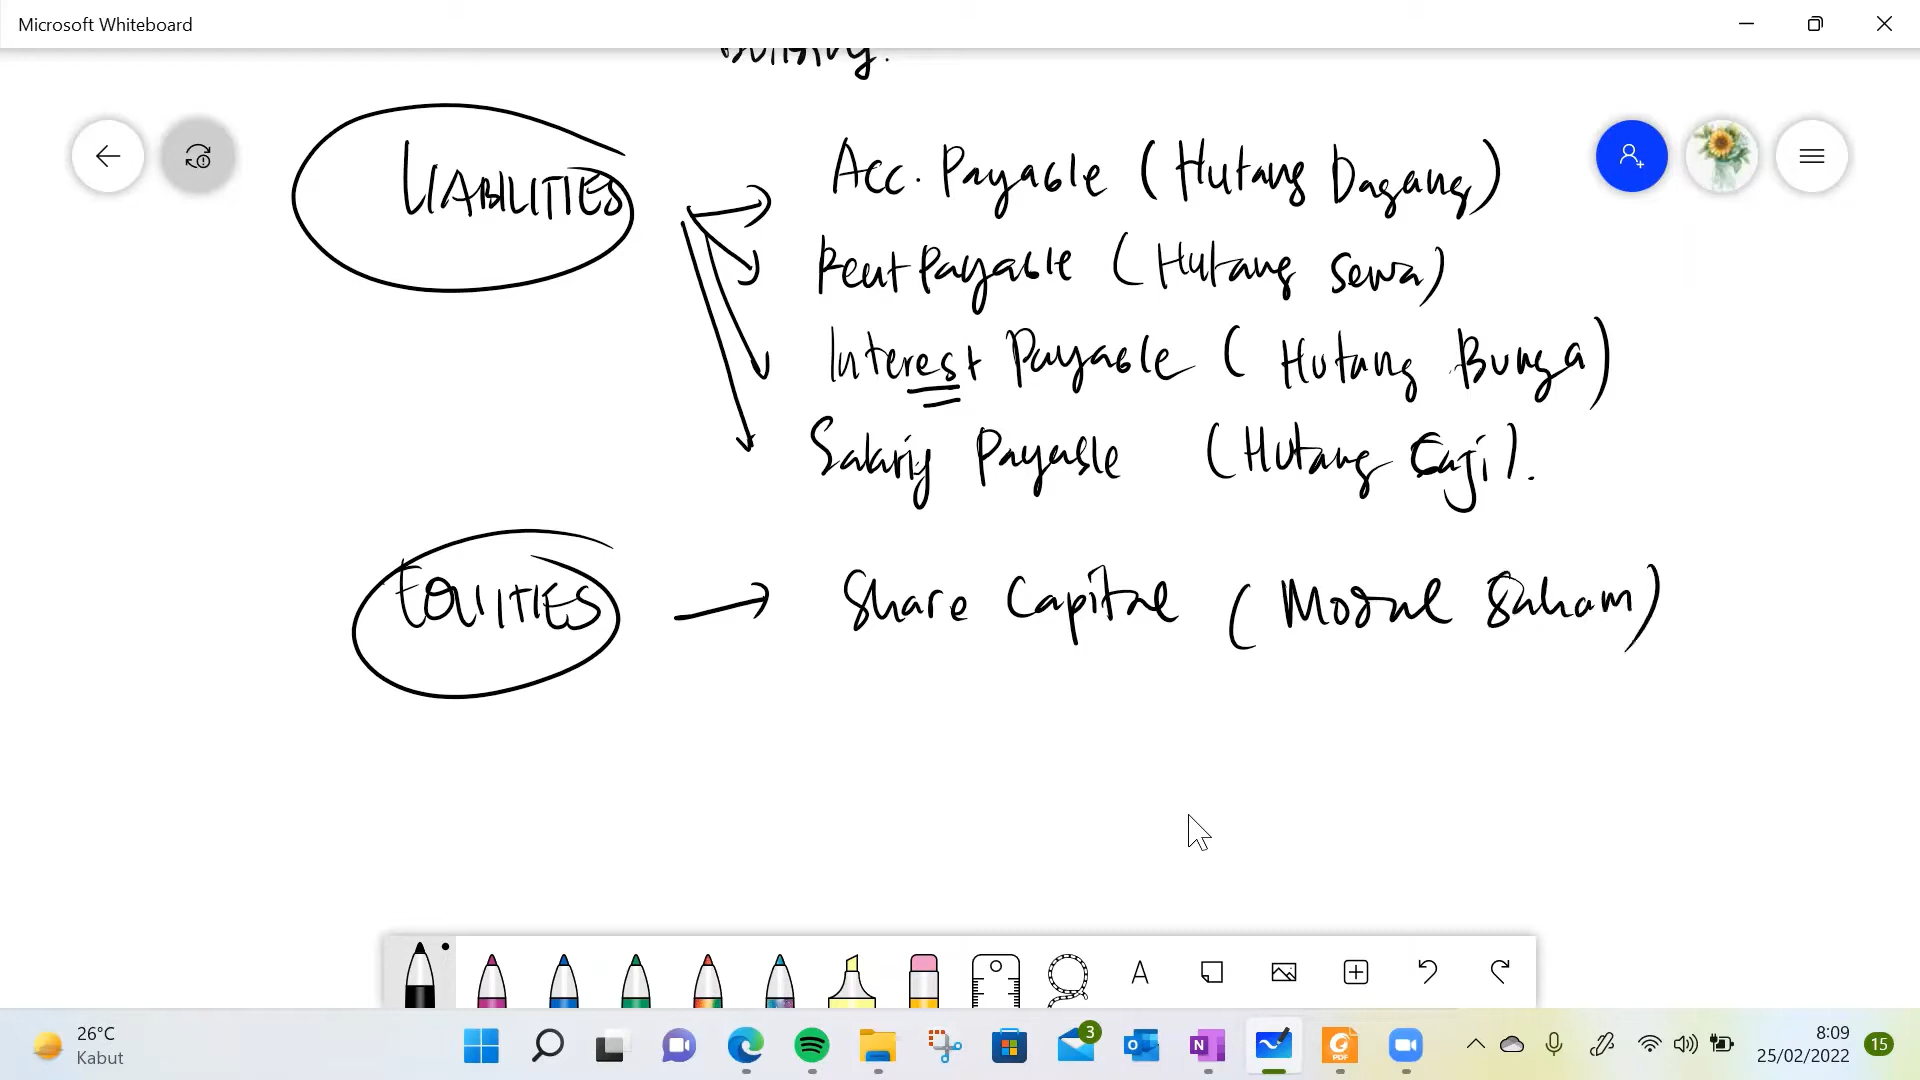 Microsoft Whiteboard
LIABILITIES
Acc. Payable (Hutang Dagang)
Rent Payable (Hutang Sewa)
Interest Payable (Hutang Bunga)
Salariy Payable (Hutang Gaji).
EQUITIES
Share Capital (Modal Saham)
A
26°C
Kabut
3
8:09
25/02/2022
15